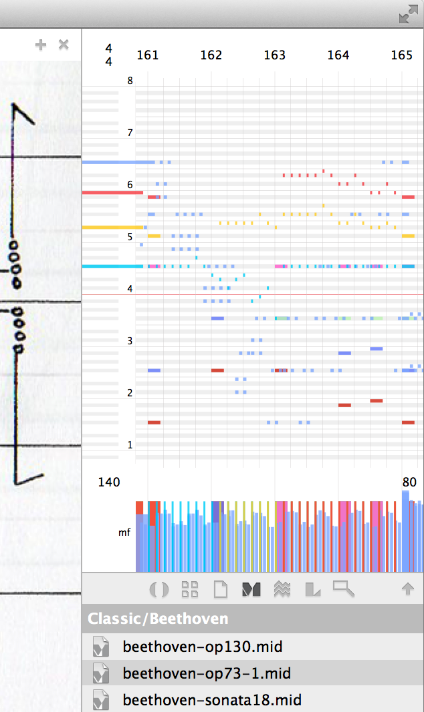 4
4
161 162 163 164 165
8
7
6
5
4
3
2
1
140 80
mf
Classic/Beethoven
beethoven-op130.mid
beethoven-op73-1.mid
beethoven-sonata18.mid